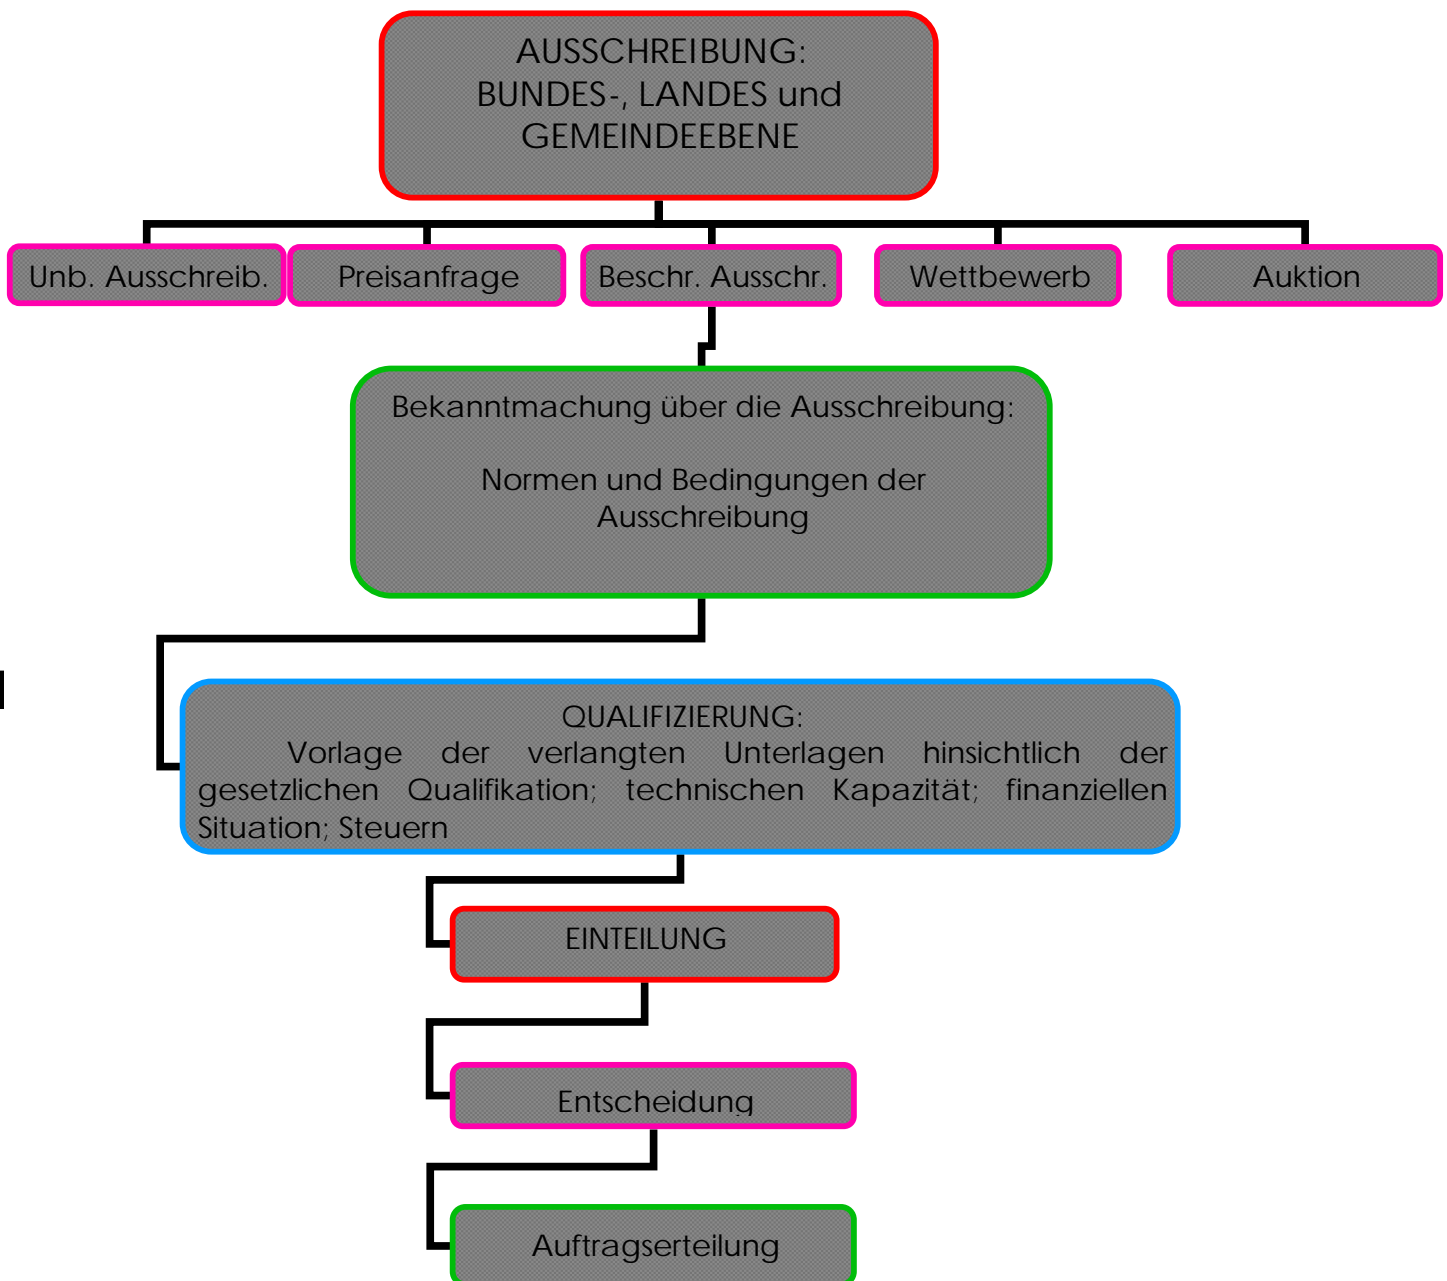 AUSSCHREIBUNG:
BUNDES-, LANDES und
GEMEINDEEBENE
Unb. Ausschreib.
Preisanfrage
Beschr. Ausschr.
Wettbewerb
Auktion
Bekanntmachung über die Ausschreibung:
Normen und Bedingungen der
Ausschreibung
QUALIFIZIERUNG:
Vorlage der verlangten Unterlagen hinsichtlich der
gesetzlichen Qualifikation; technischen Kapazität; finanziellen
Situation; Steuern
EINTEILUNG
Entscheidung
Auftragserteilung